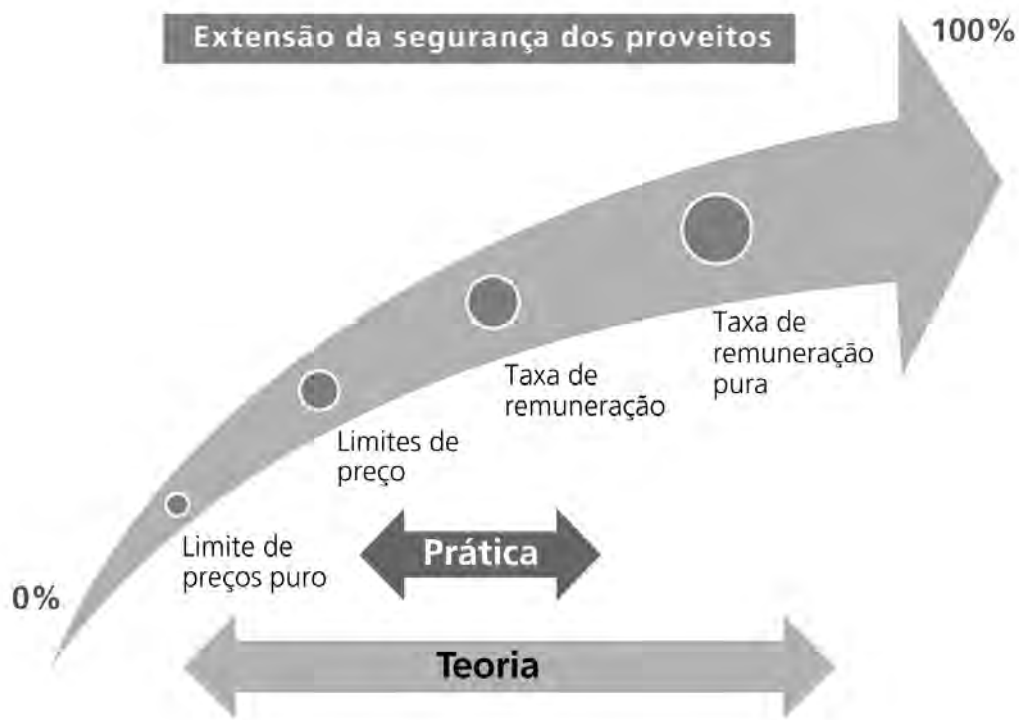 Extensão da segurança dos proveitos
100%
Taxa de
remuneração
pura
Taxa de
remuneração
Limites de
preço
Limite de
preços puro
0%
Prática
Teoria